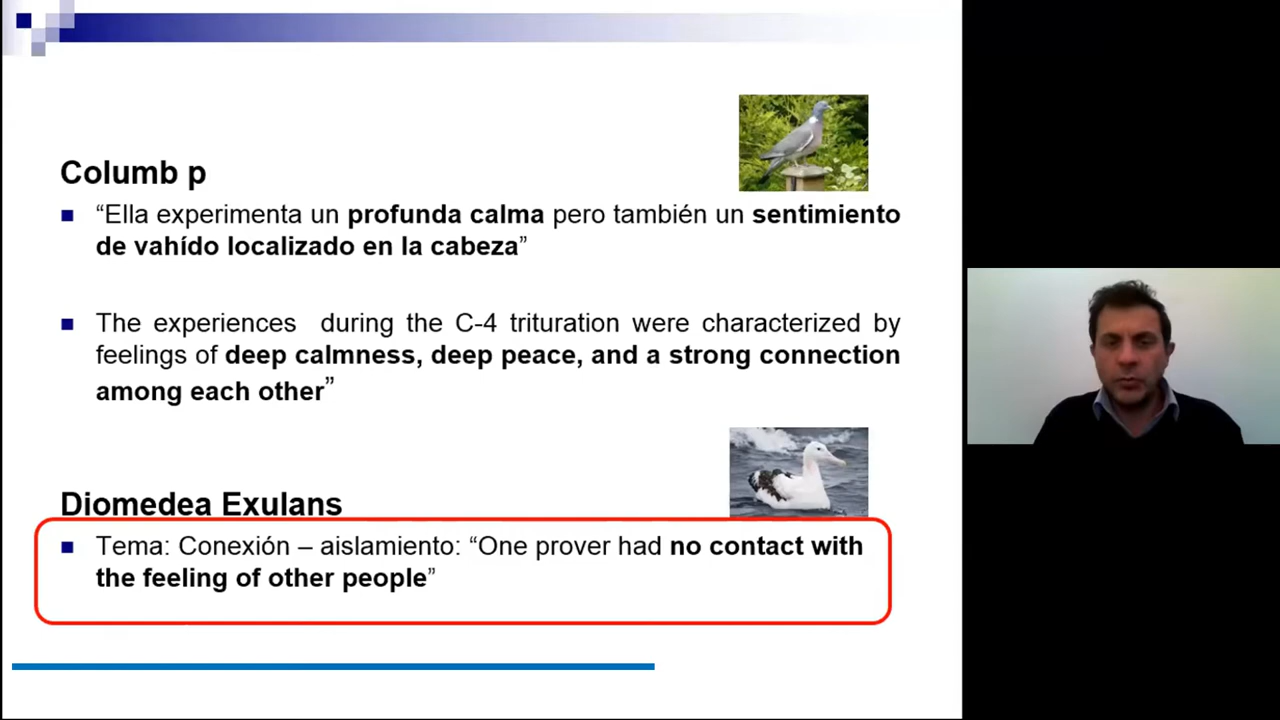 Columb p
“Ella experimenta un profunda calma pero también un sentimiento
de vahído localizado en la cabeza”
The experiences during the C-4 trituration were characterized by
feelings of deep calmness, deep peace, and a strong connection
among each other”
Diomedea Exulans
Tema: Conexión – aislamiento: “One prover had no contact with
the feeling of other people”